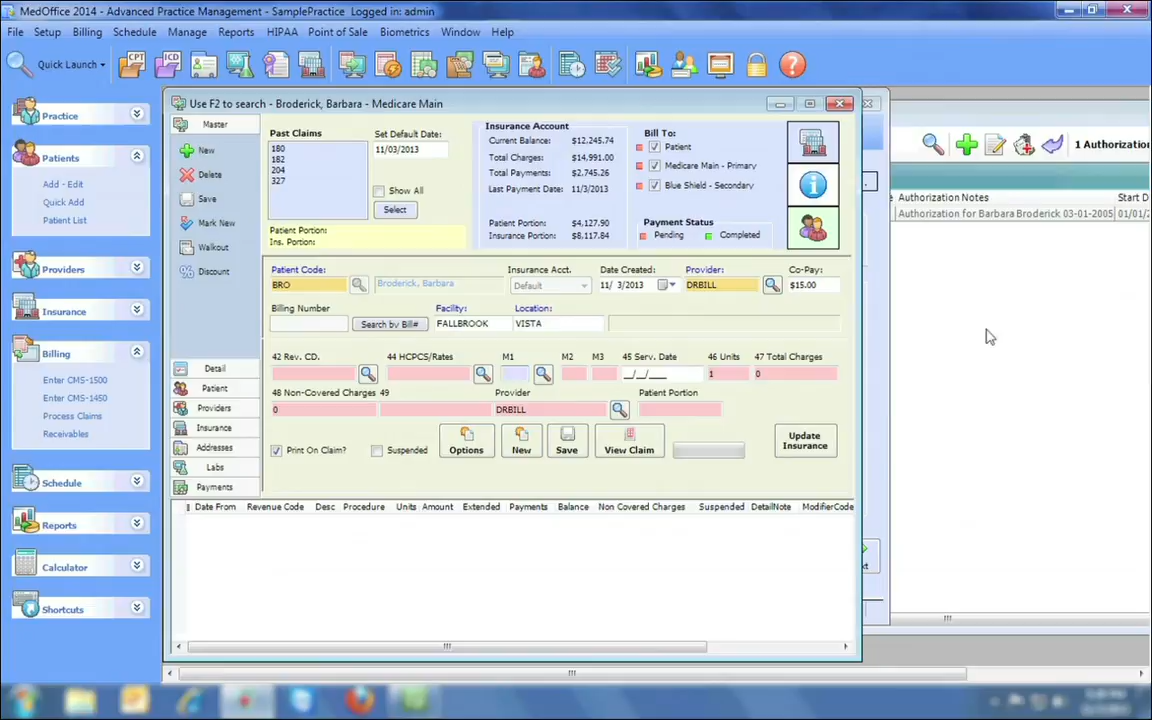 MedOffice 2014 - Advanced Practice Management - SamplePractice Logged in: admin
File Setup Billing Schedule Manage Reports HIPAA Point of Sale Biometrics Window Help
Quick Launch CPT ICD
1 Authorizatio
Practice
Patients
Add - Edit
Quick Add
Patient List
Providers
Insurance
Billing
Enter CMS-1500
Enter CMS-1450
Process Claims
Receivables
Schedule
Reports
Calculator
Shortcuts
Use F2 to search - Broderick, Barbara - Medicare Main
Master
New
Delete
Save
Mark New
Walkout
Discount
Detail
Patient
Providers
Insurance
Addresses
Labs
Payments
Past Claims
180
182
204
327
Set Default Date:
11/03/2013
Show All
Select
Patient Portion:
Ins. Portion:
Insurance Account
Current Balance: $12,245.74
Total Charges: $14,991.00
Total Payments: $2,745.26
Last Payment Date: 11/3/2013
Patient Portion: $4,127.90
Insurance Portion: $8,117.84
Bill To:
Patient
Medicare Main - Primary
Blue Shield - Secondary
Payment Status
Pending Completed
Patient Code: Insurance Acct. Date Created: Provider: Co-Pay:
BRO Broderick, Barbara Default 11/ 3/2013 DRBILL $15.00
Billing Number Facility: Location:
Search by Bill# FALLBROOK VISTA
42 Rev. CD. 44 HCPCS/Rates M1 M2 M3 45 Serv. Date 46 Units 47 Total Charges
__/__/____ 1 0
48 Non-Covered Charges 49 Provider Patient Portion
0 DRBILL
Print On Claim? Suspended Options New Save View Claim Update Insurance
Date From Revenue Code Desc Procedure Units Amount Extended Payments Balance Non Covered Charges Suspended DetailNote ModifierCode
Authorization Notes Start D
Authorization for Barbara Broderick 03-01-2005 01/01/